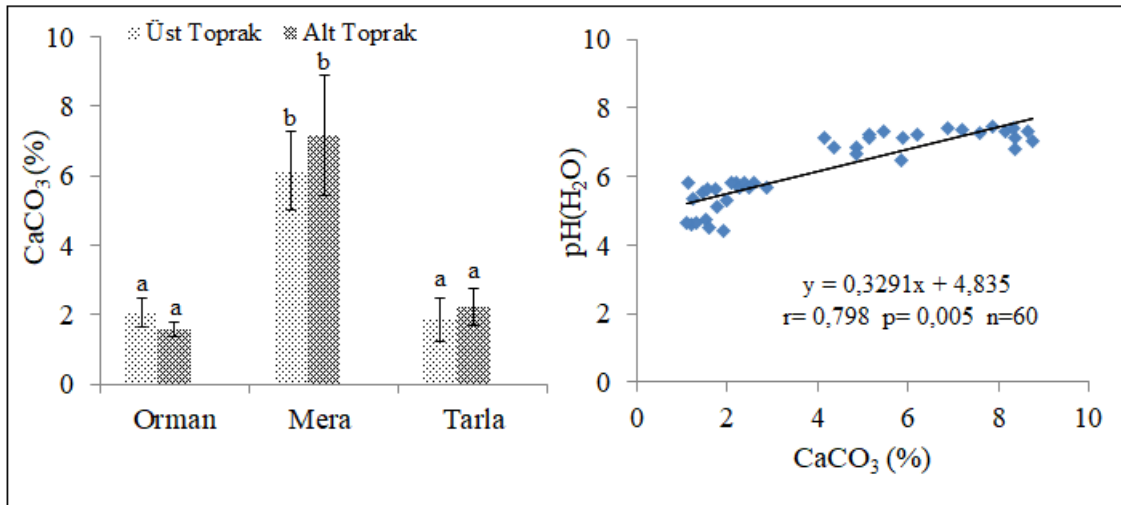 Üst Toprak Alt Toprak
CaCO₃ (%)
10
8
6
4
2
0
a a b b a a
Orman Mera Tarla
pH(H₂O)
10
8
6
4
2
0
y = 0,3291x + 4,835
r= 0,798 p= 0,005 n=60
0 2 4 6 8 10
CaCO₃ (%)